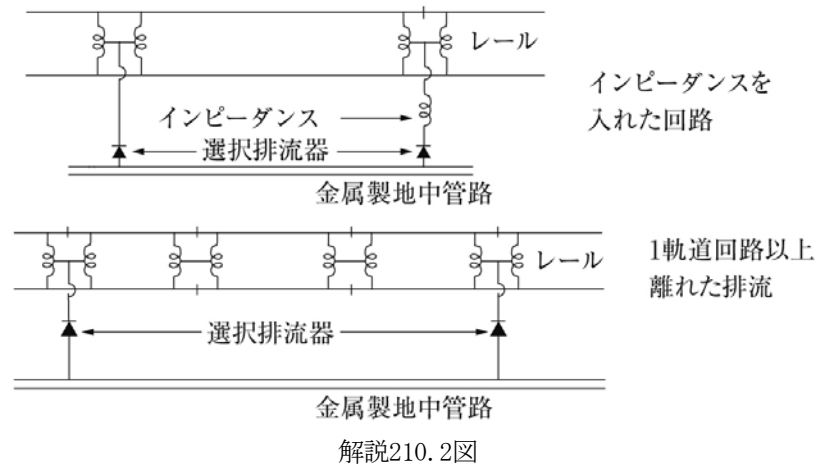 レール
インピーダンスを
入れた回路
インピーダンス
選択排流器
金属製地中管路
レール
1軌道回路以上
離れた排流
選択排流器
金属製地中管路
解説210.2図